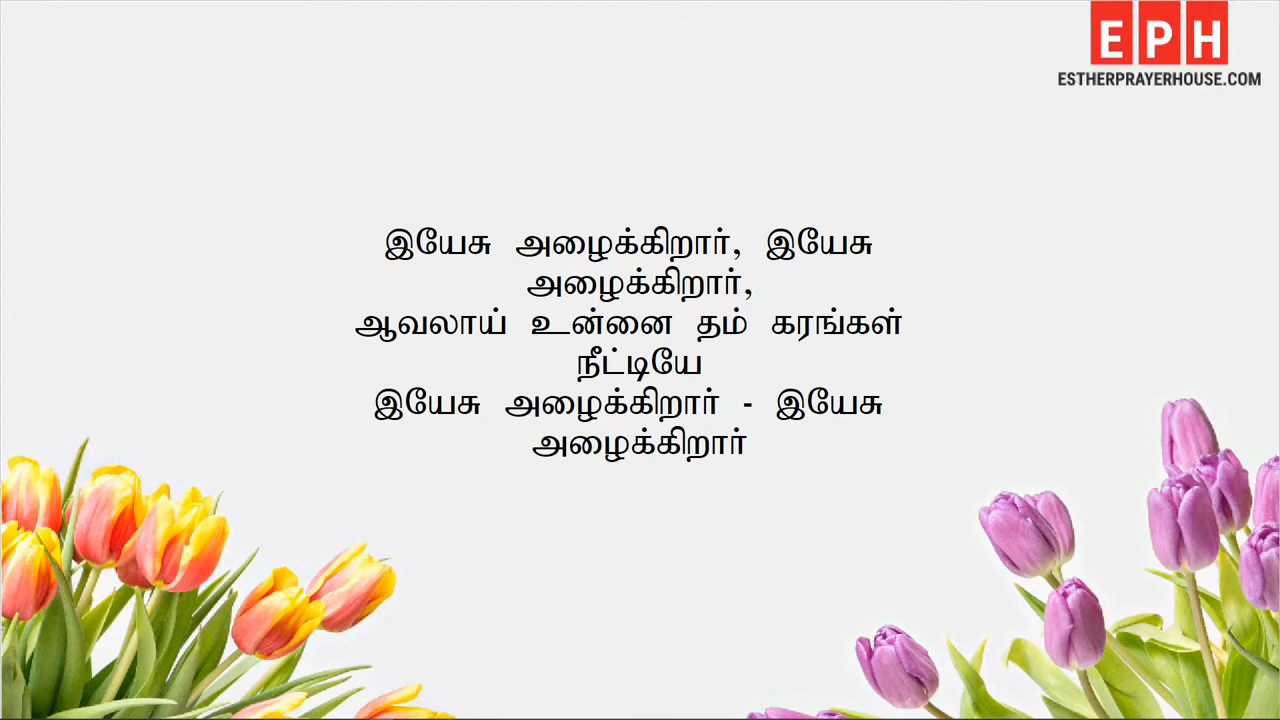 EPH
ESTHERPRAYERHOUSE.COM
இயேசு அழைக்கிறார், இயேசு
அழைக்கிறார்,
ஆவலாய் உன்னை தம் கரங்கள்
நீட்டியே
இயேசு அழைக்கிறார் - இயேசு
அழைக்கிறார்